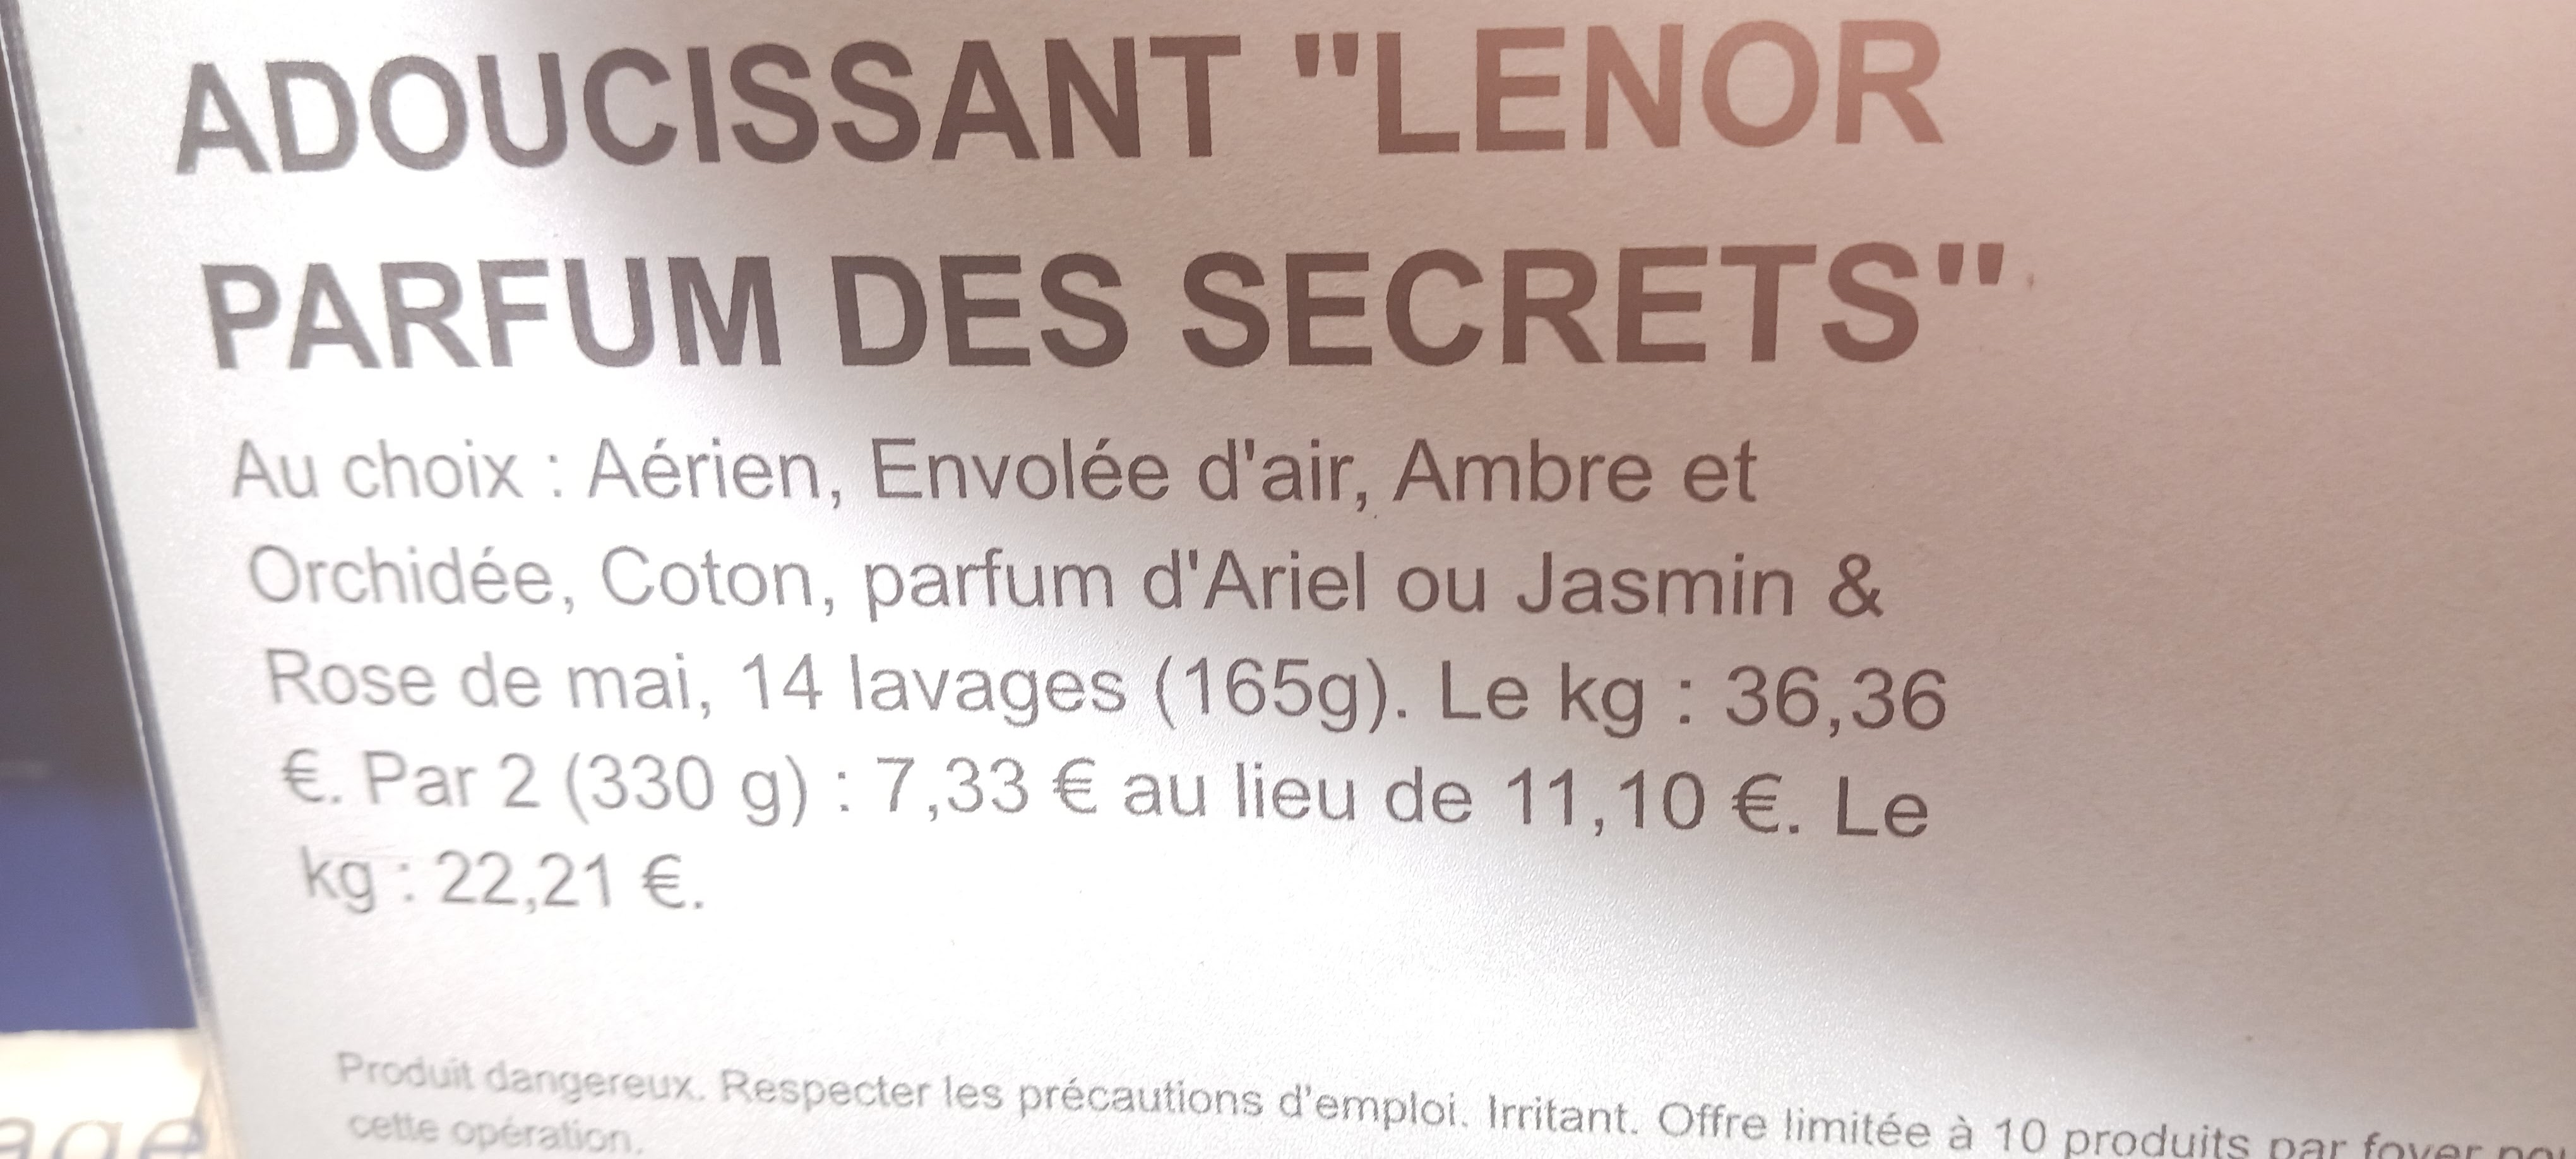 ADOUCISSANT "LENOR
PARFUM DES SECRETS"
Au choix : Aérien, Envolée d'air, Ambre et
Orchidée, Coton, parfum d'Ariel ou Jasmin &
Rose de mai, 14 lavages (165g). Le kg : 36,36
€. Par 2 (330 g) : 7,33 € au lieu de 11,10 €. Le
kg : 22,21 €.
Produit dangereux. Respecter les précautions d'emploi. Irritant. Offre limitée à 10 produits par foyer
cette opération.